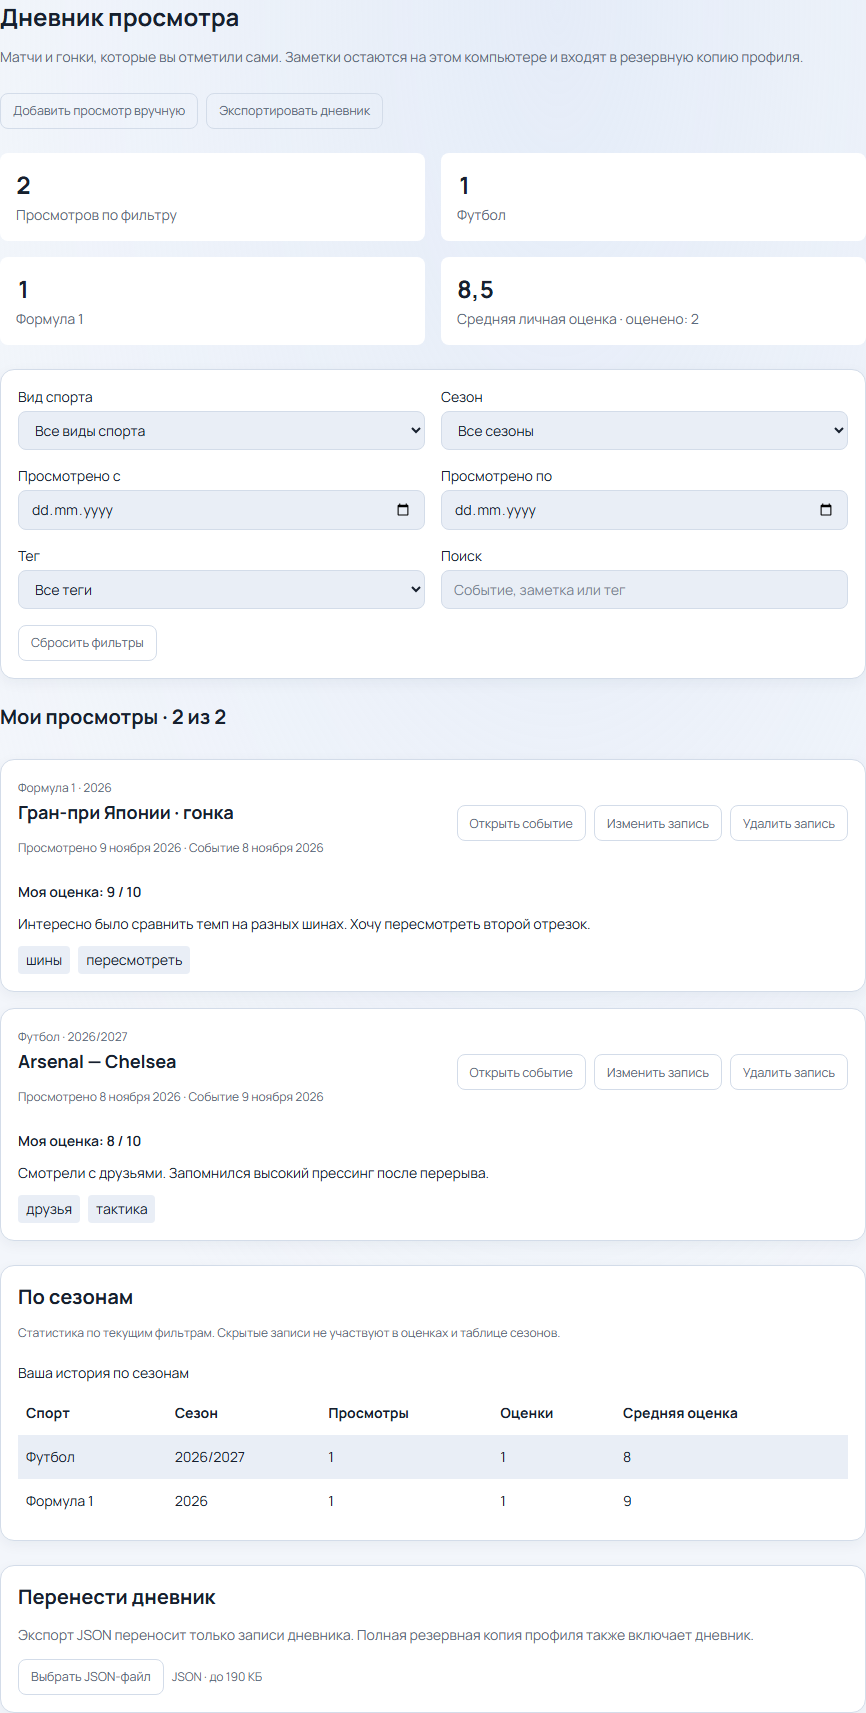 Дневник просмотра
Матчи и гонки, которые вы отметили сами. Заметки остаются на этом компьютере и входят в резервную копию профиля.
Добавить просмотр вручную
Экспортировать дневник
2
Просмотров по фильтру
1
Футбол
1
Формула 1
8,5
Средняя личная оценка · оценено: 2
Вид спорта
Все виды спорта
Сезон
Все сезоны
Просмотрено с
dd.mm.yyyy
Просмотрено по
dd.mm.yyyy
Тег
Все теги
Поиск
Событие, заметка или тег
Сбросить фильтры
Мои просмотры · 2 из 2
Формула 1 · 2026
Гран-при Японии · гонка
Просмотрено 9 ноября 2026 · Событие 8 ноября 2026
Открыть событие
Изменить запись
Удалить запись
Моя оценка: 9 / 10
Интересно было сравнить темп на разных шинах. Хочу пересмотреть второй отрезок.
шины пересмотреть
Футбол · 2026/2027
Arsenal — Chelsea
Просмотрено 8 ноября 2026 · Событие 9 ноября 2026
Открыть событие
Изменить запись
Удалить запись
Моя оценка: 8 / 10
Смотрели с друзьями. Запомнился высокий прессинг после перерыва.
друзья тактика
По сезонам
Статистика по текущим фильтрам. Скрытые записи не участвуют в оценках и таблице сезонов.
Ваша история по сезонам
Спорт Сезон Просмотры Оценки Средняя оценка
Футбол 2026/2027 1 1 8
Формула 1 2026 1 1 9
Перенести дневник
Экспорт JSON переносит только записи дневника. Полная резервная копия профиля также включает дневник.
Выбрать JSON-файл
JSON · до 190 КБ